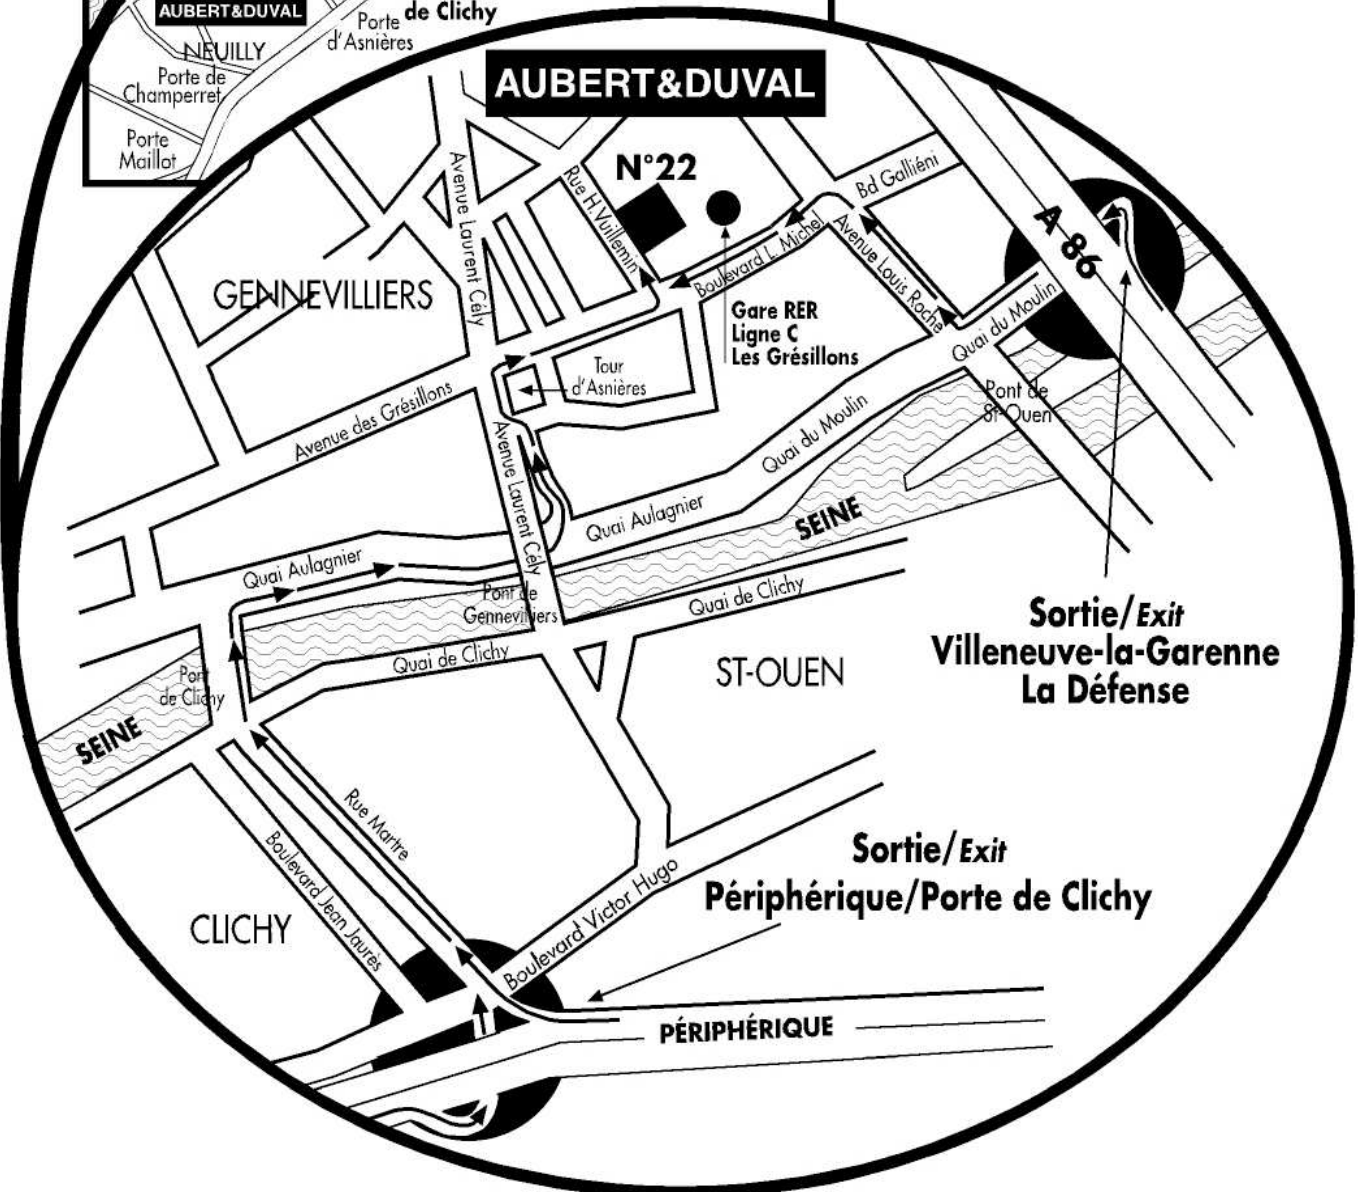 AUBERT&DUVAL
de Clichy
Porte
d'Asnières
NEUILLY
Porte de
Champerret
Porte
Maillot
AUBERT&DUVAL
N°22
Bd Galliéni
Avenue Laurent Cély
Rue H. Vuillemin
Boulevard L. Michel
Avenue Louis Roche
A 86
GENNEVILLIERS
Quai du Moulin
Gare RER
Ligne C
Les Grésillons
Tour
d'Asnières
Avenue des Grésillons
Pont de
St-Ouen
Quai du Moulin
Avenue Laurent Cély
Quai Aulagnier
SEINE
Quai Aulagnier
Pont de
Gennevilliers
Quai de Clichy
Sortie/Exit
Villeneuve-la-Garenne
La Défense
Quai de Clichy
ST-OUEN
Pont
de Clichy
SEINE
Rue Martre
Boulevard Jean Jaurès
Sortie/Exit
Périphérique/Porte de Clichy
Boulevard Victor Hugo
CLICHY
PÉRIPHÉRIQUE